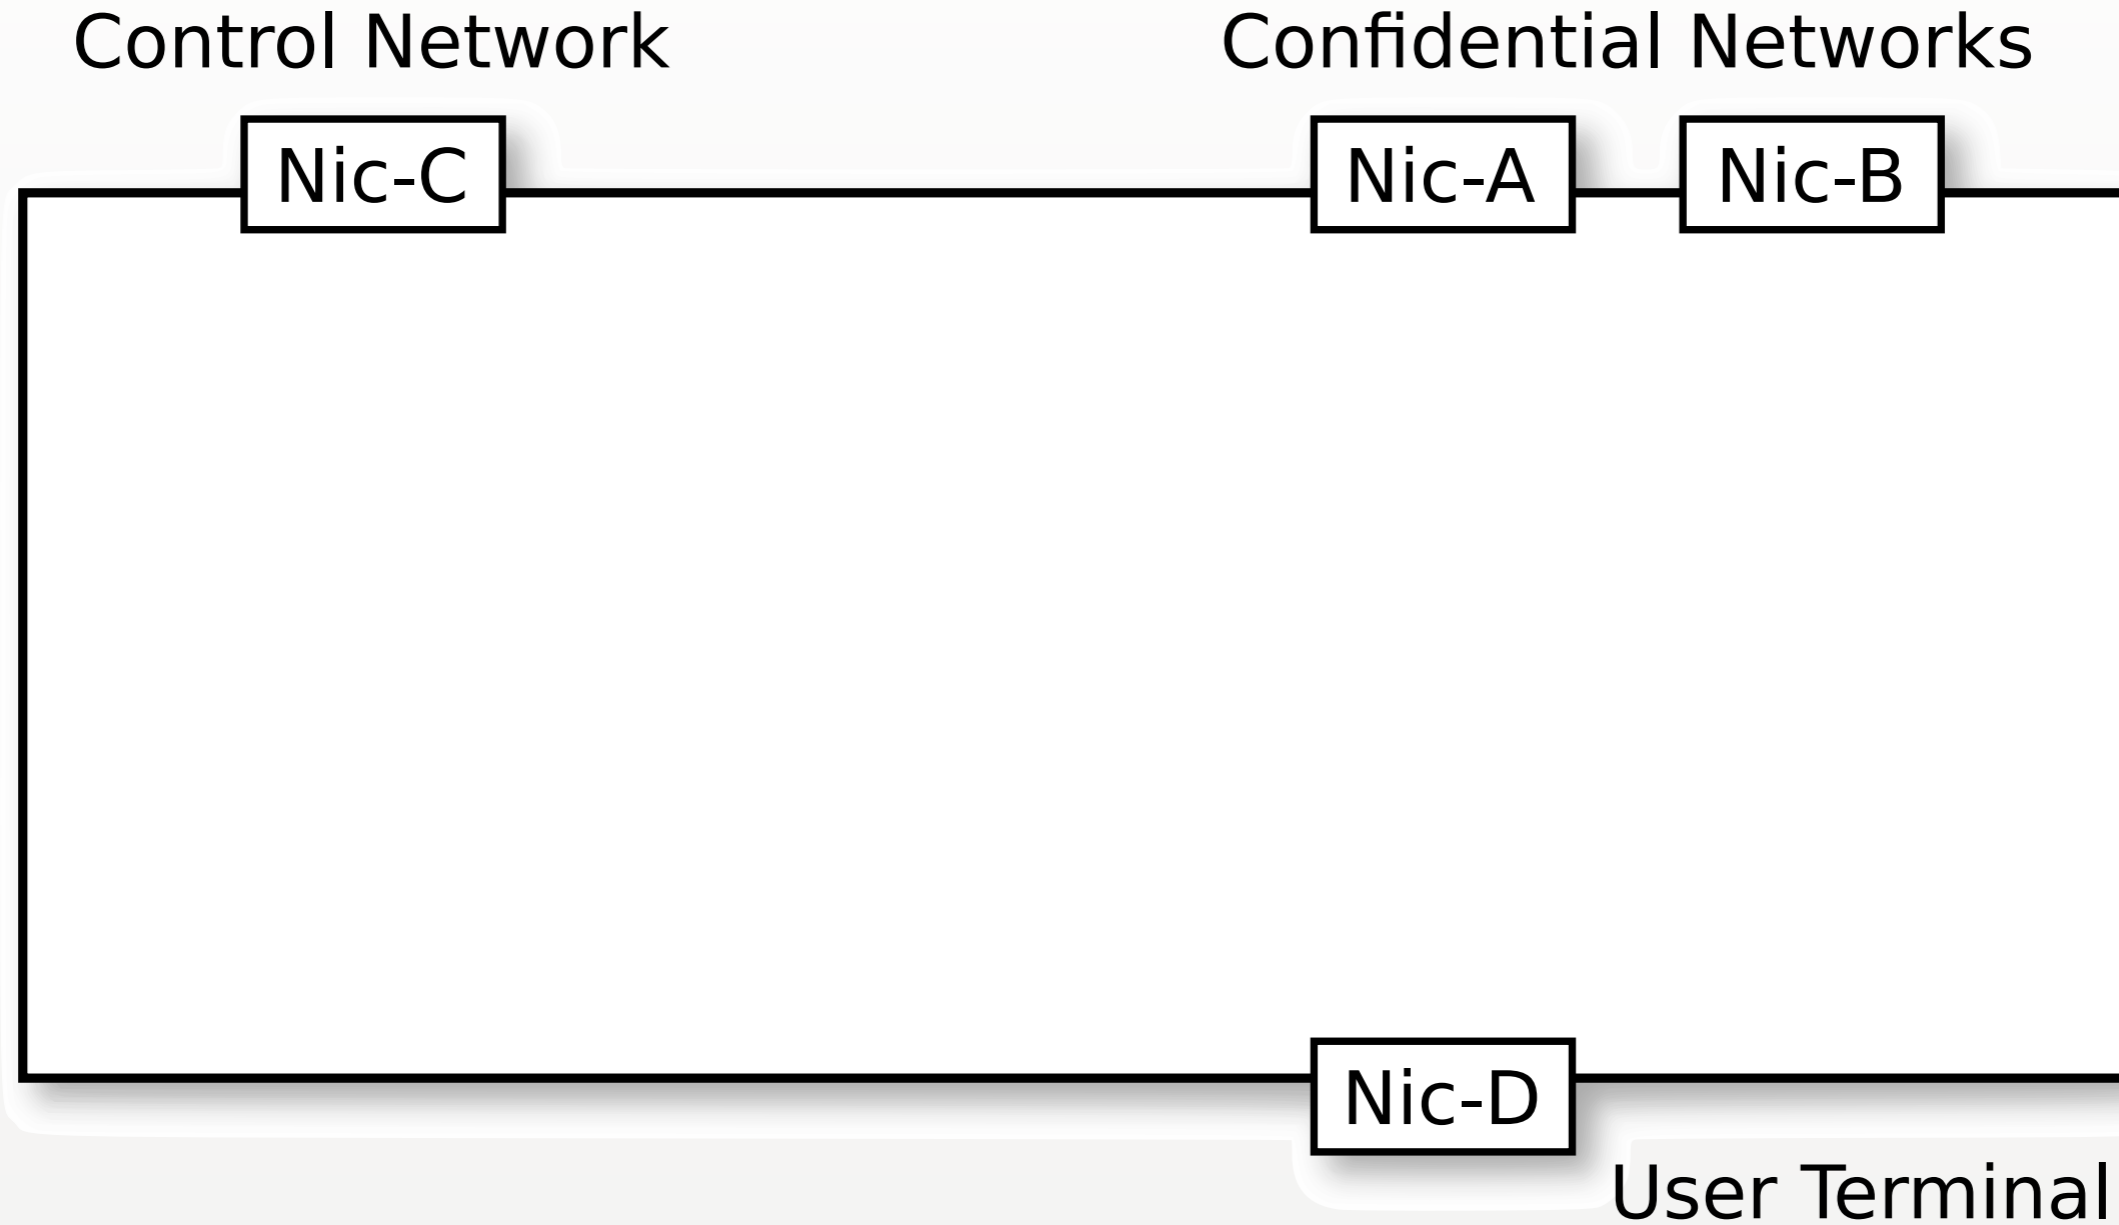 Control Network
Confidential Networks
Nic-C
Nic-A
Nic-B
Nic-D
User Terminal